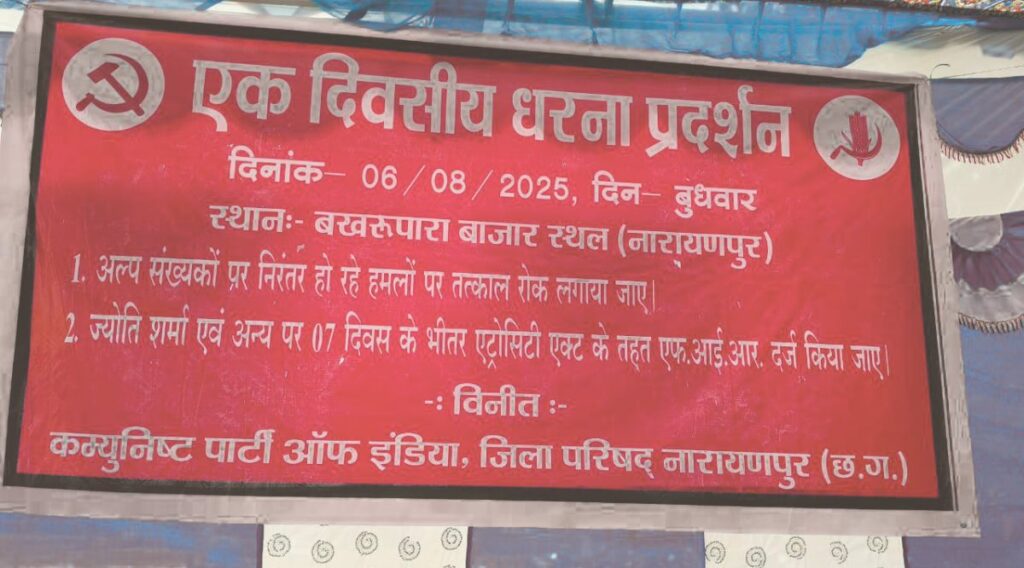 एक दिवसीय धरना प्रदर्शन
दिनांक– 06 / 08 / 2025, दिन– बुधवार
स्थानः- बखरूपारा बाजार स्थल (नारायणपुर)
1. अल्प संख्यकों प्रर निरंतर हो रहे हमलों पर तत्काल रोक लगाया जाए।
2. ज्योति शर्मा एवं अन्य पर 07 दिवस के भीतर एट्रोसिटी एक्ट के तहत एफ.आई.आर. दर्ज किया जाए।
-: विनीत :-
कम्युनिष्ट पार्टी ऑफ इंडिया, जिला परिषद् नारायणपुर (छ.ग.)